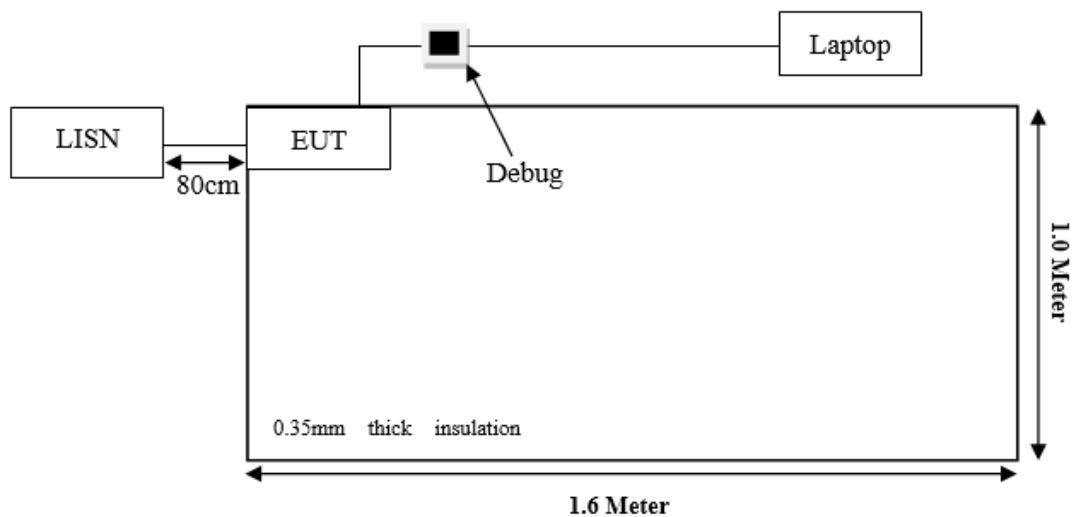 Laptop
LISN
EUT
Debug
80cm
1.0 Meter
0.35mm thick insulation
1.6 Meter